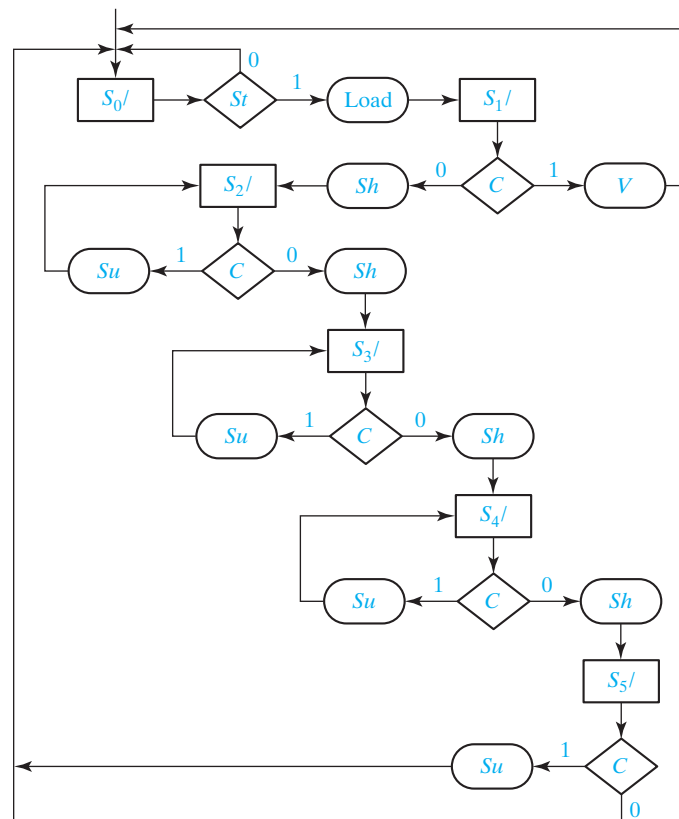 0
S0/ St 1 Load S1/
S2/ 0 Sh C 1 V
Su 1 C 0 Sh
S3/
Su 1 C 0 Sh
S4/
Su 1 C 0 Sh
S5/
Su 1 C
0